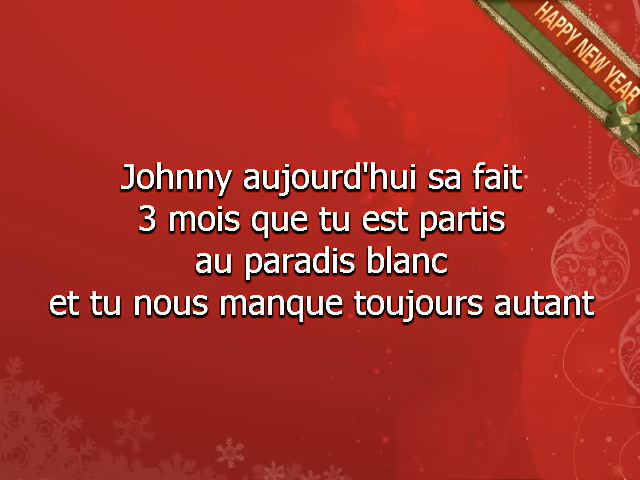 HAPPY NEW YEAR
Johnny aujourd'hui sa fait
3 mois que tu est partis
au paradis blanc
et tu nous manque toujours autant